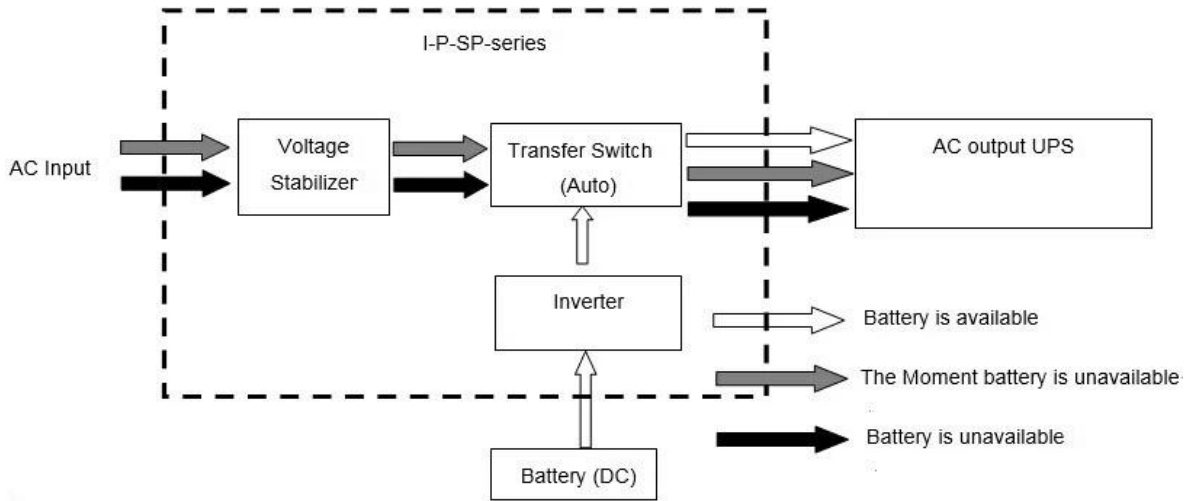 I-P-SP-series
AC Input
Voltage
Stabilizer
Transfer Switch
(Auto)
AC output UPS
Inverter
Battery (DC)
Battery is available
The Moment battery is unavailable
Battery is unavailable